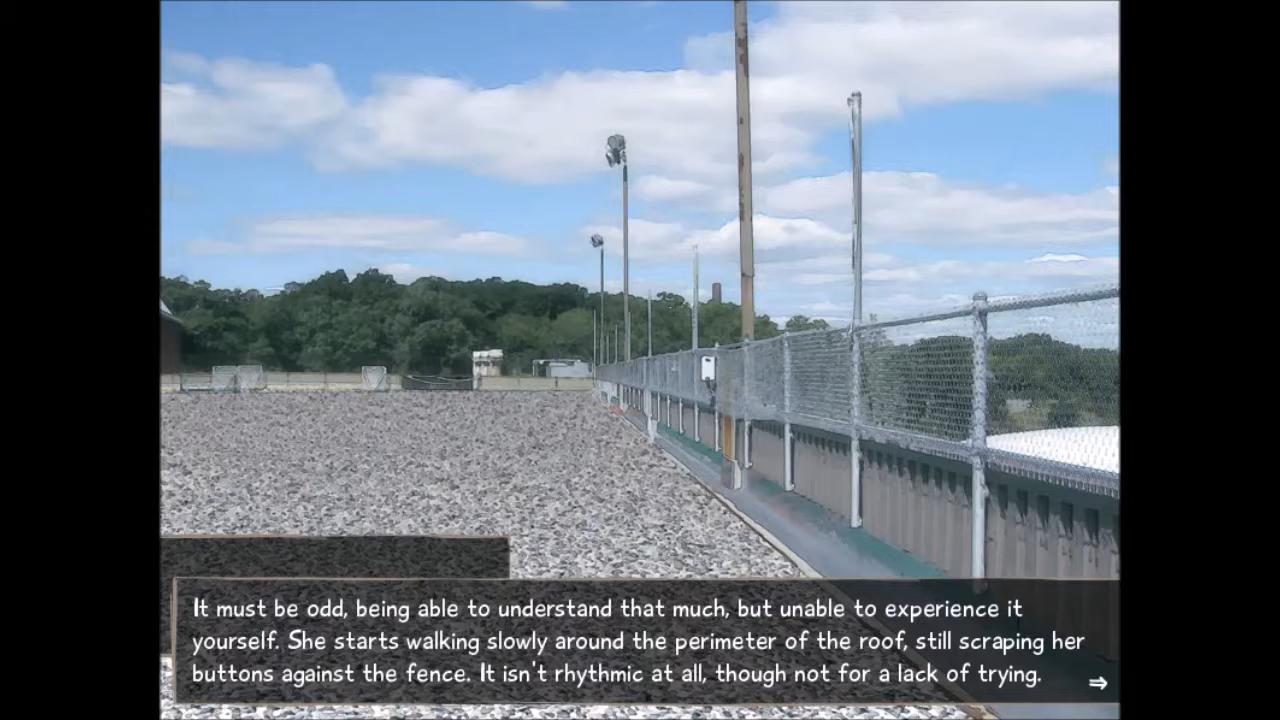 It must be odd, being able to understand that much, but unable to experience it
yourself. She starts walking slowly around the perimeter of the roof, still scraping her
buttons against the fence. It isn't rhythmic at all, though not for a lack of trying.